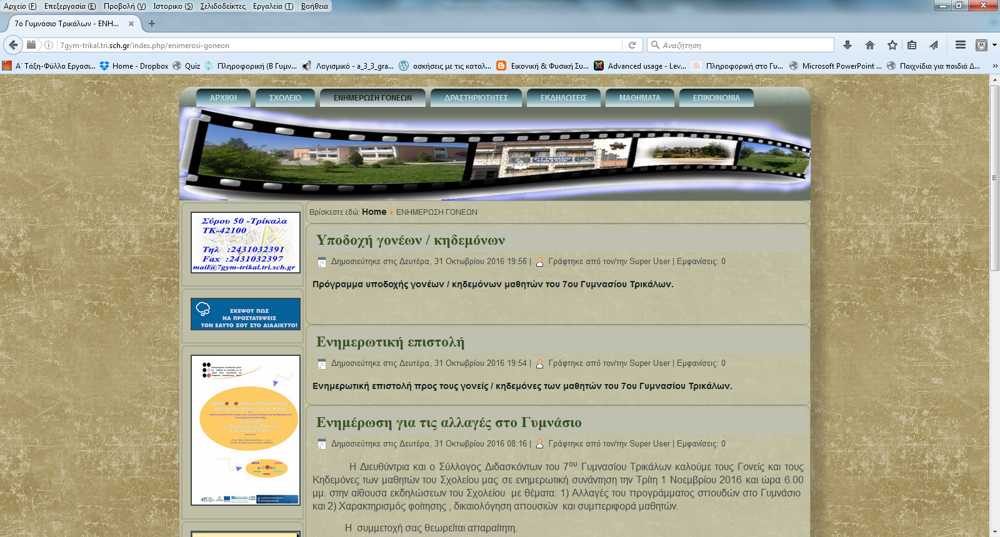 Αρχείο (F) Επεξεργασία (E) Προβολή (V) Ιστορικο (S) Σελιδοδείκτες Εργαλεία (T) Βοήθεια
7ο Γυμνάσιο Τρικάλων - ΕΝΗ...
7gym-trikal.tri.sch.gr/index.php/enimerosi-goneon
Αναζήτηση
Α΄ Τάξη-Φύλλα Εργασι... Home - Dropbox Quiz Πληροφορική (Β Γυμν... Λογισμικό - a_3_3_gra... ασκήσεις με τις καταλ... Εικονική & Φυσική Συ... Advanced usage - Lev... Πληροφορική στο Γυ... Microsoft PowerPoint ... Παιχνίδια για παιδιά Δ...
ΑΡΧΙΚΗ ΣΧΟΛΕΙΟ ΕΝΗΜΕΡΩΣΗ ΓΟΝΕΩΝ ΔΡΑΣΤΗΡΙΟΤΗΤΕΣ ΕΚΔΗΛΩΣΕΙΣ ΜΑΘΗΜΑΤΑ ΕΠΙΚΟΙΝΩΝΙΑ
Βρίσκεστε εδώ: Home ΕΝΗΜΕΡΩΣΗ ΓΟΝΕΩΝ
Σύρου 50 -Τρίκαλα
ΤΚ-42100
Τηλ :2431032391
Fax :2431032397
mail@7gym-trikal.tri.sch.gr
ΣΚΕΨΟΥ ΠΩΣ
ΝΑ ΠΡΟΣΤΑΤΕΨΕΙΣ
ΤΟΝ ΕΑΥΤΟ ΣΟΥ ΣΤΟ ΔΙΑΔΙΚΤΥΟ!
Υποδοχή γονέων / κηδεμόνων
Δημοσιεύτηκε στις Δευτέρα, 31 Οκτωβρίου 2016 19:56 | Γράφτηκε από τον/την Super User | Εμφανίσεις: 0
Πρόγραμμα υποδοχής γονέων / κηδεμόνων μαθητών του 7ου Γυμνασίου Τρικάλων.
Ενημερωτική επιστολή
Δημοσιεύτηκε στις Δευτέρα, 31 Οκτωβρίου 2016 19:54 | Γράφτηκε από τον/την Super User | Εμφανίσεις: 0
Ενημερωτική επιστολή προς τους γονείς / κηδεμόνες των μαθητών του 7ου Γυμνασίου Τρικάλων.
Ενημέρωση για τις αλλαγές στο Γυμνάσιο
Δημοσιεύτηκε στις Δευτέρα, 31 Οκτωβρίου 2016 08:16 | Γράφτηκε από τον/την Super User | Εμφανίσεις: 0
Η Διευθύντρια και ο Σύλλογος Διδασκόντων του 7ου Γυμνασίου Τρικάλων καλούμε τους Γονείς και τους
Κηδεμόνες των μαθητών του Σχολείου μας σε ενημερωτική συνάντηση την Τρίτη 1 Νοεμβρίου 2016 και ώρα 6.00
μμ. στην αίθουσα εκδηλώσεων του Σχολείου με θέματα: 1) Αλλαγές του προγράμματος σπουδών στο Γυμνάσιο
και 2) Χαρακτηρισμός φοίτησης , δικαιολόγηση απουσιών και συμπεριφορά μαθητών.
Η συμμετοχή σας θεωρείται απαραίτητη.